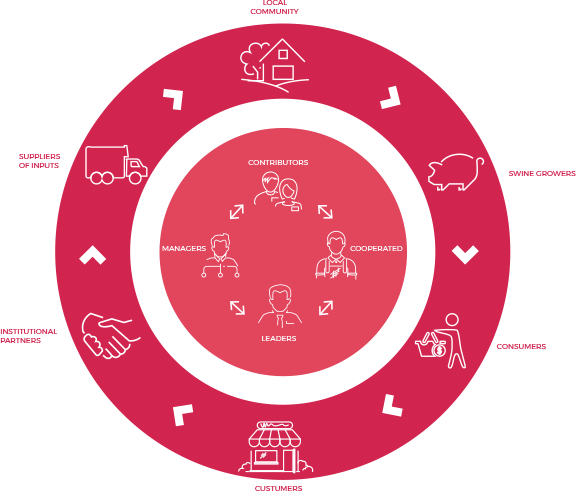 LOCAL
COMMUNITY
SUPPLIERS
OF INPUTS
SWINE GROWERS
CONTRIBUTORS
MANAGERS
COOPERATED
LEADERS
INSTITUTIONAL
PARTNERS
CONSUMERS
CUSTUMERS